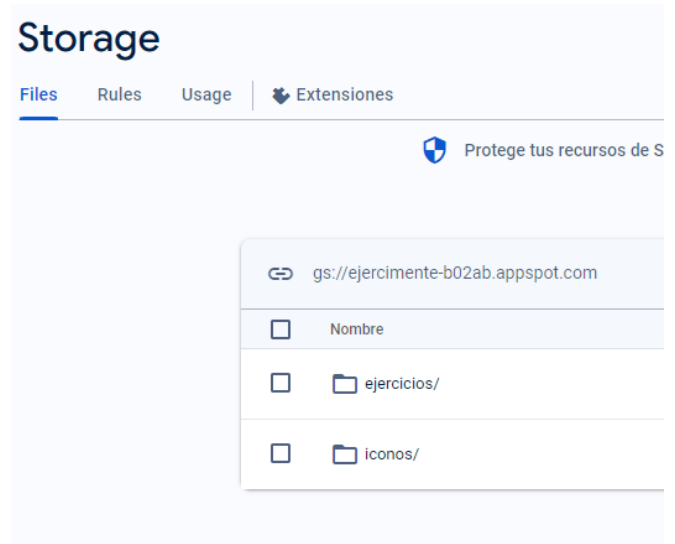 Storage
Files Rules Usage Extensiones
Protege tus recursos de S
gs://ejercimente-b02ab.appspot.com
Nombre
ejercicios/
iconos/